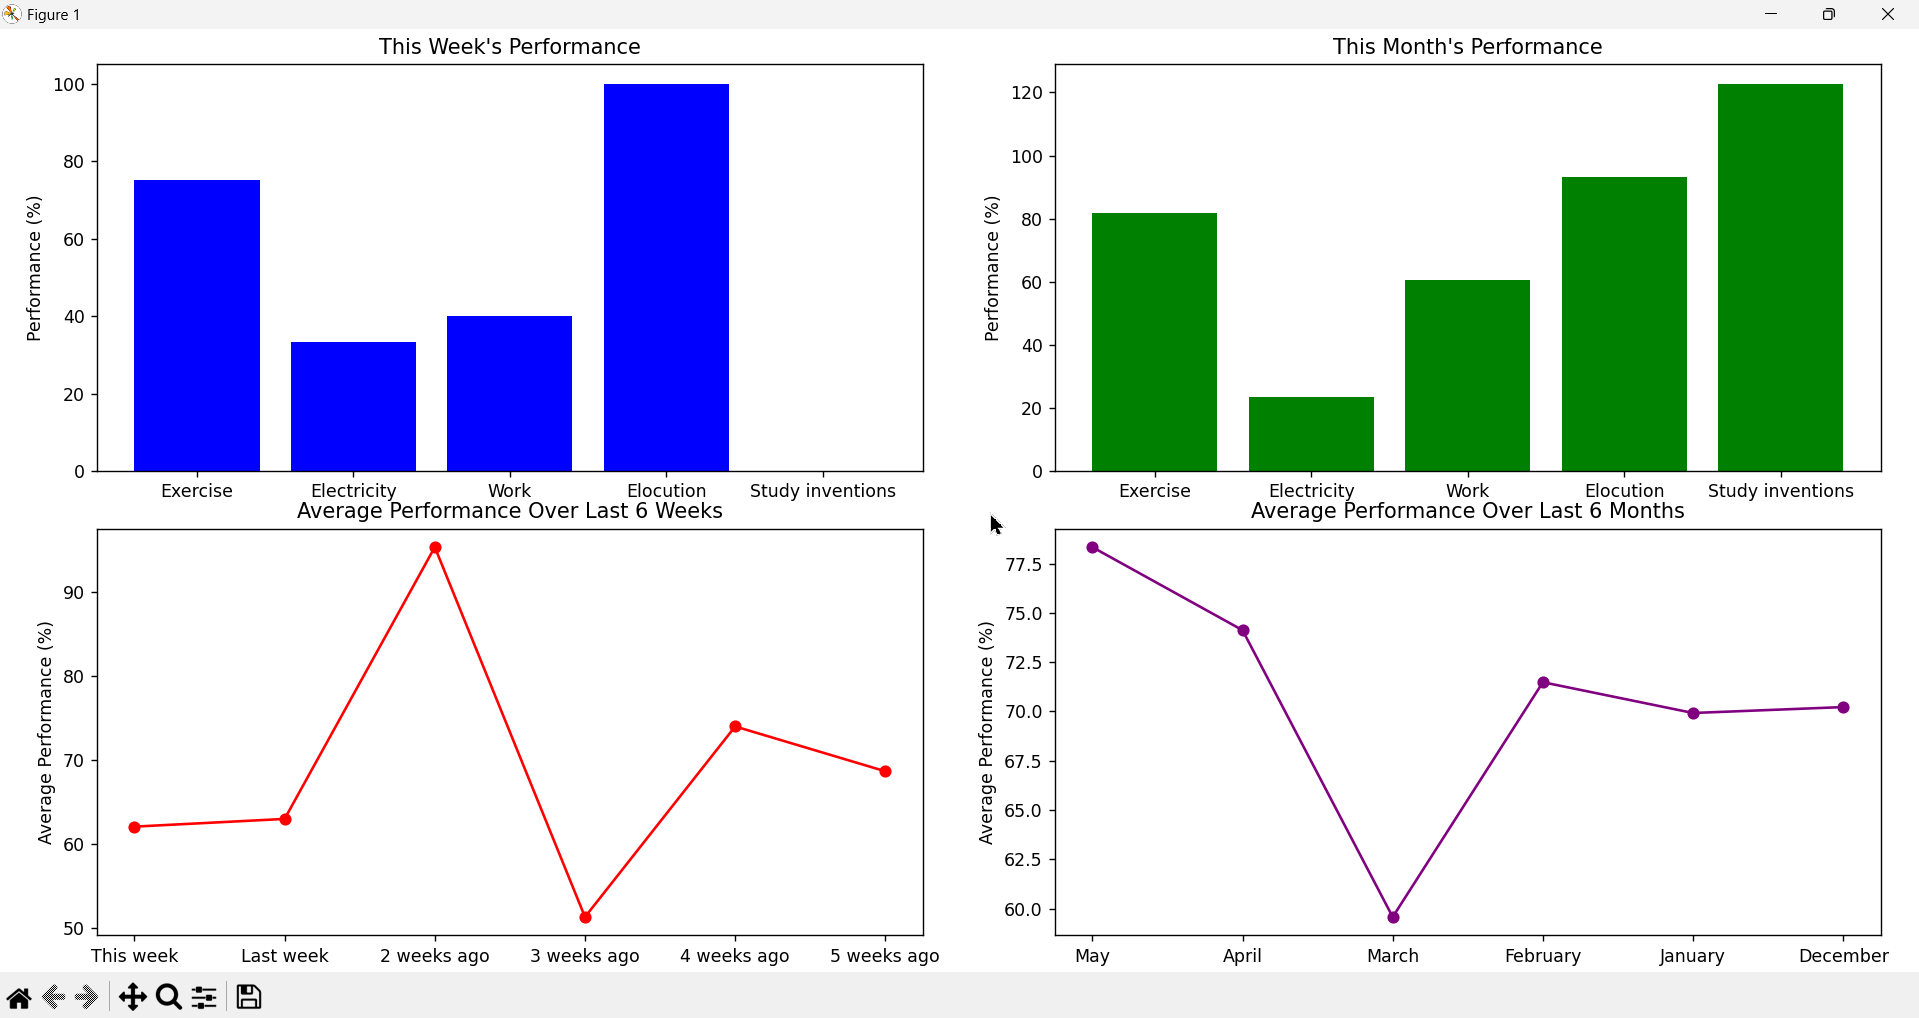 Figure 1
This Week's Performance
Performance (%)
100
80
60
40
20
0
Exercise Electricity Work Elocution Study inventions
This Month's Performance
Performance (%)
120
100
80
60
40
20
0
Exercise Electricity Work Elocution Study inventions
Average Performance Over Last 6 Weeks
Average Performance (%)
90
80
70
60
50
This week Last week 2 weeks ago 3 weeks ago 4 weeks ago 5 weeks ago
Average Performance Over Last 6 Months
Average Performance (%)
77.5
75.0
72.5
70.0
67.5
65.0
62.5
60.0
May April March February January December